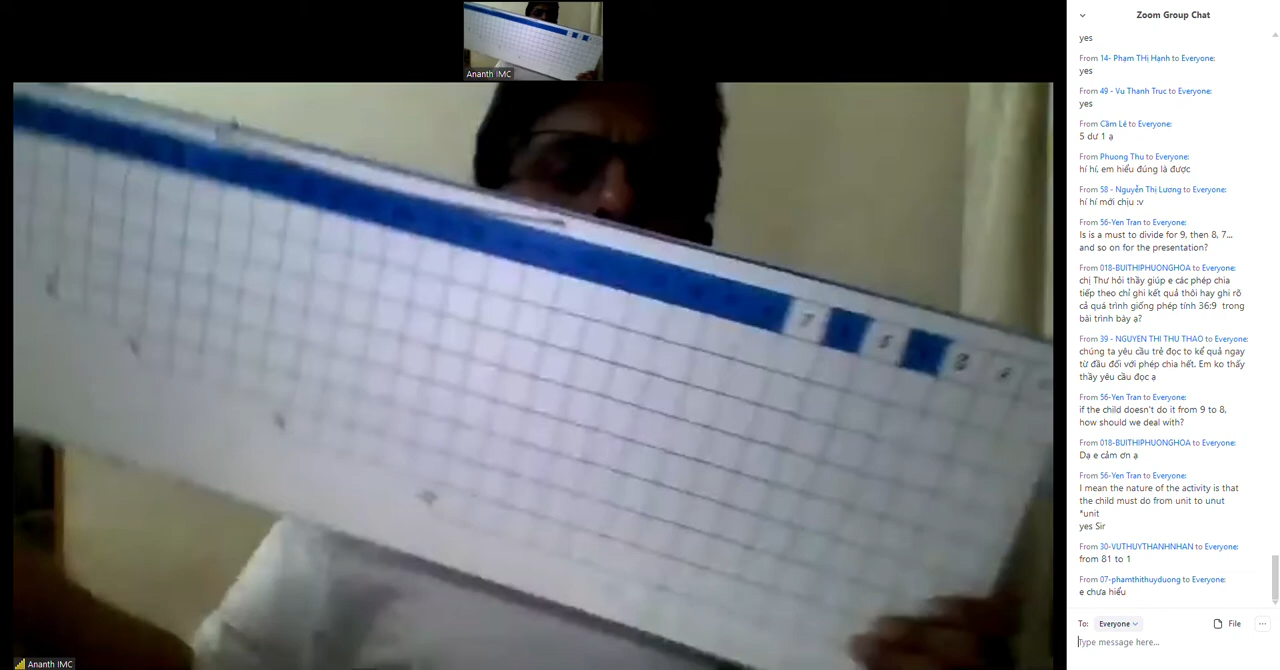 Ananth IMC
7
5
Ananth IMC
Zoom Group Chat
yes
From 14- Phạm THị Hạnh to Everyone:
yes
From 49 - Vu Thanh Truc to Everyone:
yes
From Cẩm Lê to Everyone:
5 dư 1 ạ
From Phuong Thu to Everyone:
hí hí, em hiểu đúng là được
From 58 - Nguyễn Thị Lương to Everyone:
hí hí mới chịu :v
From 56-Yen Tran to Everyone:
Is is a must to divide for 9, then 8, 7...
and so on for the presentation?
From 018-BUITHIPHUONGHOA to Everyone:
chị Thư hỏi thầy giúp e các phép chia
tiếp theo chỉ ghi kết quả thôi hay ghi rõ
cả quá trình giống phép tính 36:9 trong
bài trình bày ạ?
From 39 - NGUYEN THI THU THAO to Everyone:
chúng ta yêu cầu trẻ đọc to kể quả ngay
từ đầu đối với phép chia hết. Em ko thấy
thầy yêu cầu đọc ạ
From 56-Yen Tran to Everyone:
if the child doesn't do it from 9 to 8,
how should we deal with?
From 018-BUITHIPHUONGHOA to Everyone:
Dạ e cảm ơn ạ
From 56-Yen Tran to Everyone:
I mean the nature of the activity is that
the child must do from unit to unut
*unit
yes Sir
From 30-VUTHUYTHANHNHAN to Everyone:
from 81 to 1
From 07-phamthithuyduong to Everyone:
e chưa hiểu
To: Everyone File ...
Type message here...